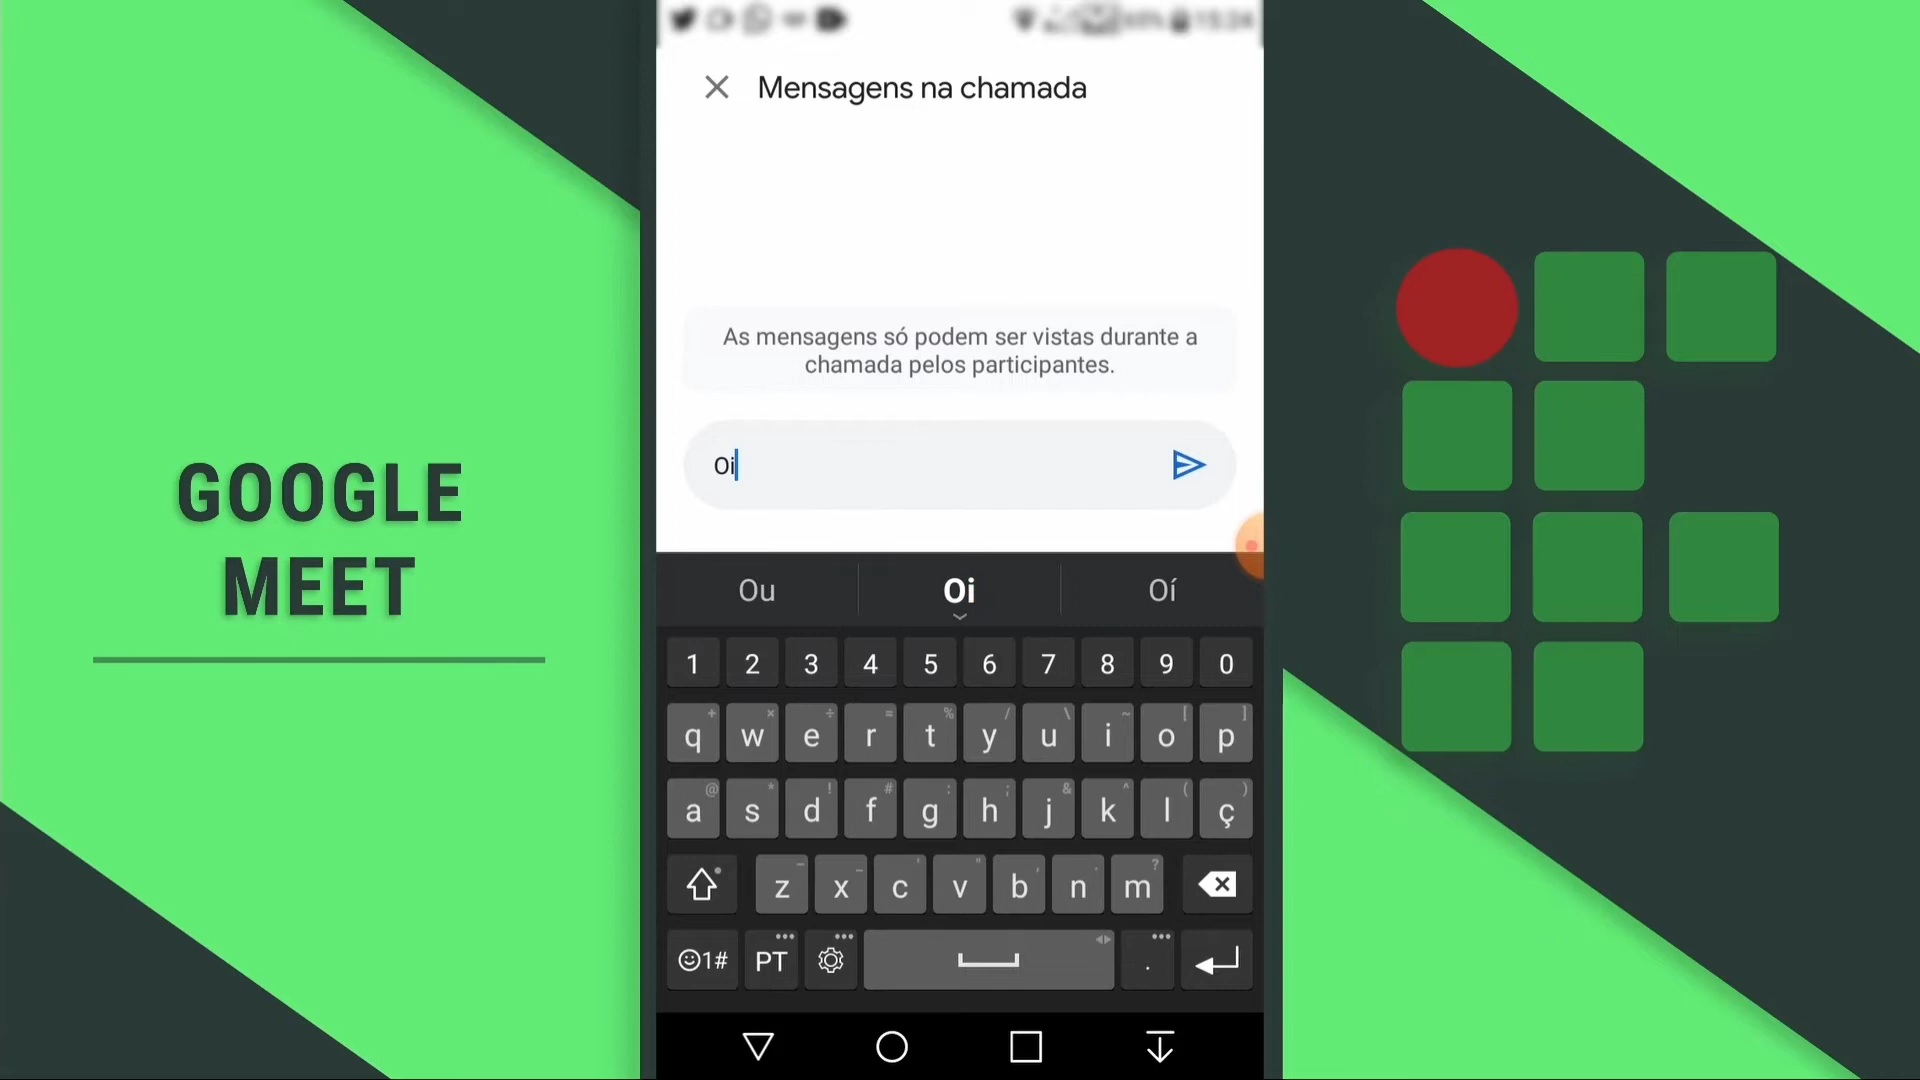 GOOGLE
MEET
Mensagens na chamada
As mensagens só podem ser vistas durante a
chamada pelos participantes.
Oi
Ou Oi Oí
1 2 3 4 5 6 7 8 9 0
q w e r t y u i o p
a s d f g h j k l ç
z x c v b n m
1# PT .